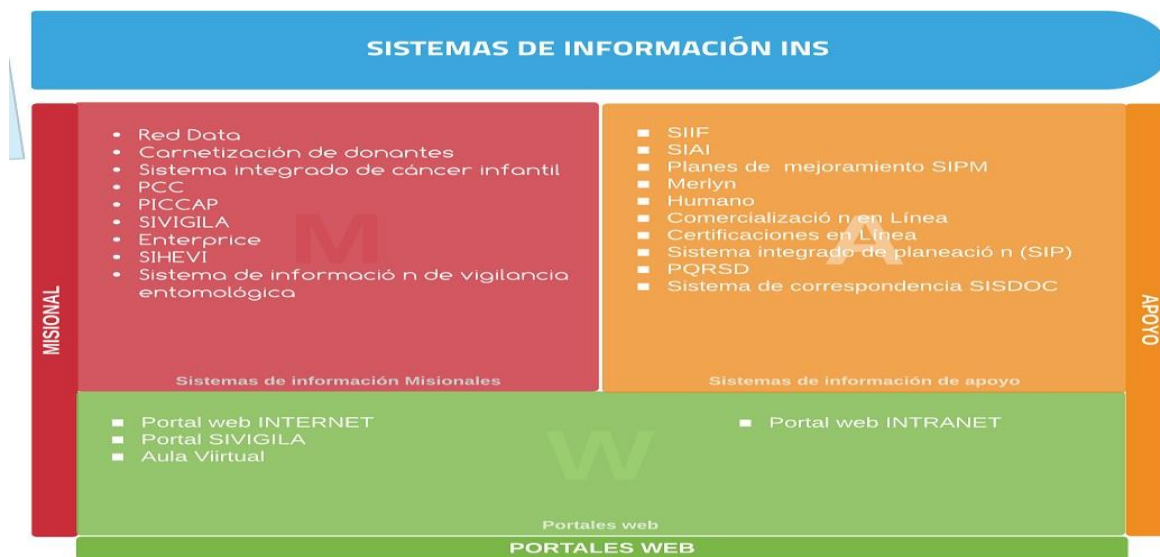 SISTEMAS DE INFORMACIÓN INS
MISIONAL
• Red Data
• Carnetización de donantes
• Sistema integrado de cáncer infantil
• PCC
• PICCAP
• SIVIGILA
• Enterprice
• SIHEVI
• Sistema de informació n de vigilancia
entomológica
M
Sistemas de información Misionales
■ SIIF
■ SIAI
■ Planes de mejoramiento SIPM
■ Merlyn
■ Humano
■ Comercializació n en Línea
■ Certificaciones en Línea
■ Sistema integrado de planeació n (SIP)
■ PQRSD
■ Sistema de correspondencia SISDOC
A
Sistemas de información de apoyo
APOYO
■ Portal web INTERNET
■ Portal SIVIGILA
■ Aula Viirtual
■ Portal web INTRANET
W
Portales web
PORTALES WEB